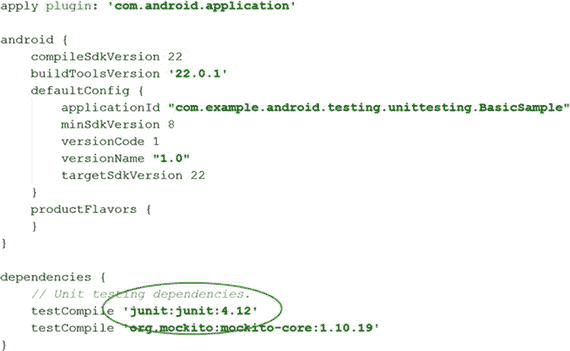 apply plugin: 'com.android.application'
android {
compileSdkVersion 22
buildToolsVersion '22.0.1'
defaultConfig {
applicationId "com.example.android.testing.unittesting.BasicSample"
minSdkVersion 8
versionCode 1
versionName "1.0"
targetSdkVersion 22
}
productFlavors {
}
}
dependencies {
// Unit testing dependencies.
testCompile 'junit:junit:4.12'
testCompile 'org.mockito:mockito-core:1.10.19'
}